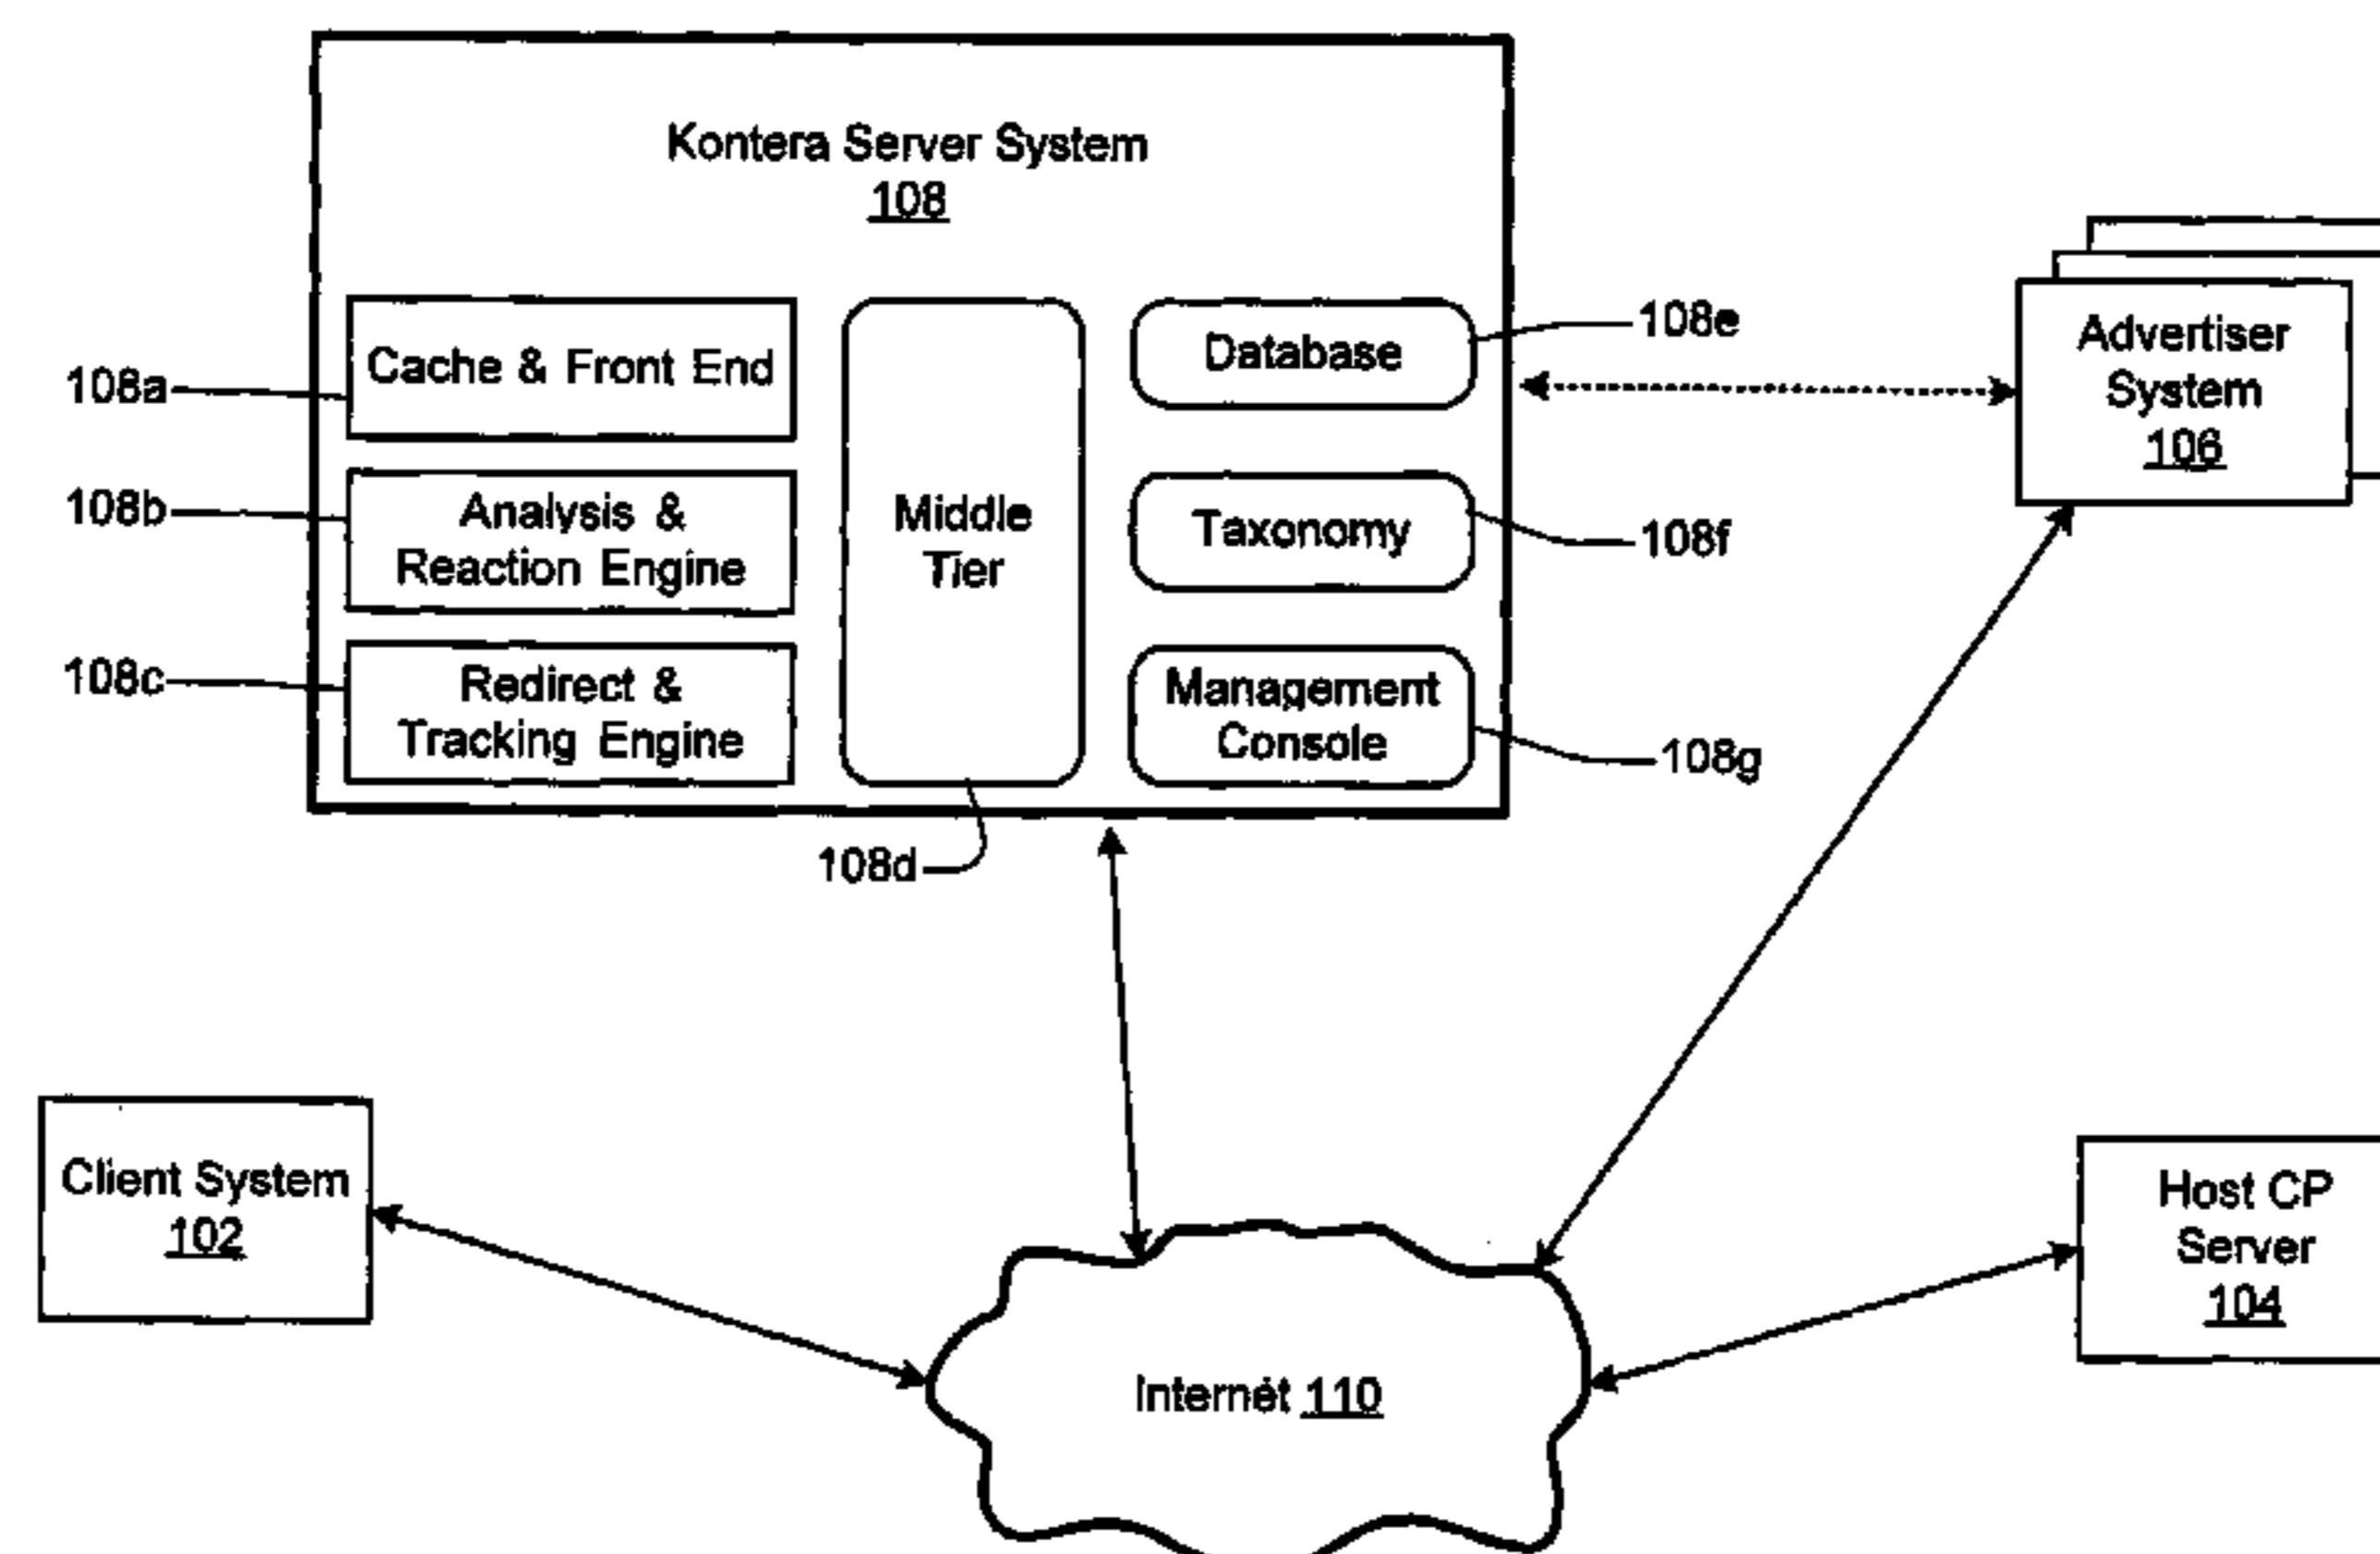 Kontera Server System
108
Cache & Front End
108a
Analysis &
Reaction Engine
108b
Redirect &
Tracking Engine
108c
Middle
Tier
108d
Database
108e
Taxonomy
108f
Management
Console
108g
Advertiser
System
106
Client System
102
Internet 110
Host CP
Server
104